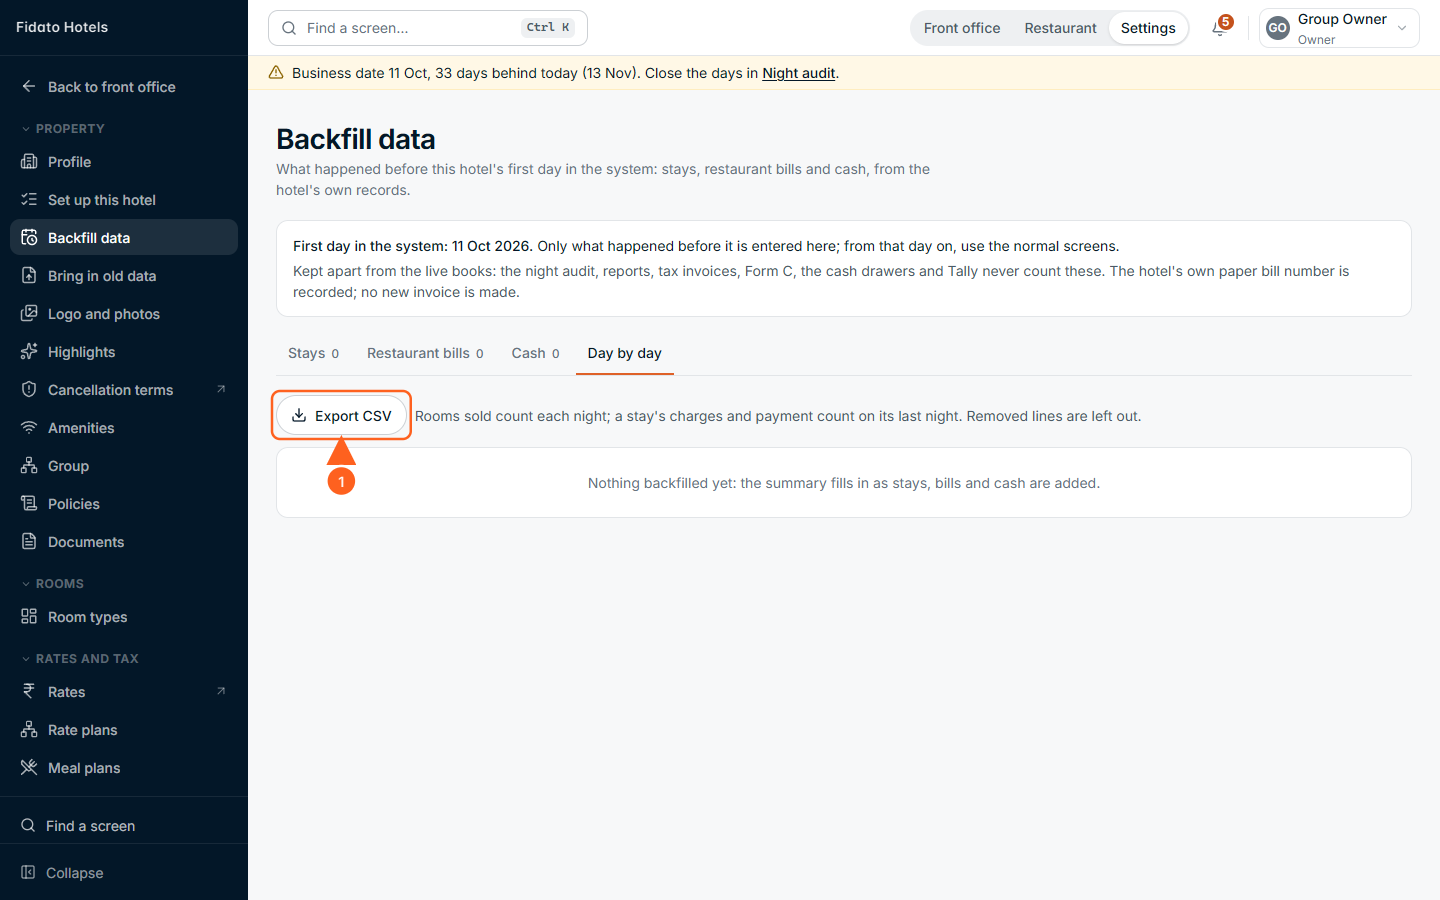 Fidato Hotels
Find a screen...
Ctrl K
Front office
Restaurant
Settings
5
GO
Group Owner
Owner
Business date 11 Oct, 33 days behind today (13 Nov). Close the days in Night audit.
Back to front office
PROPERTY
Profile
Set up this hotel
Backfill data
Bring in old data
Logo and photos
Highlights
Cancellation terms
Amenities
Group
Policies
Documents
ROOMS
Room types
RATES AND TAX
Rates
Rate plans
Meal plans
Find a screen
Collapse
Backfill data
What happened before this hotel's first day in the system: stays, restaurant bills and cash, from the
hotel's own records.
First day in the system: 11 Oct 2026. Only what happened before it is entered here; from that day on, use the normal screens.
Kept apart from the live books: the night audit, reports, tax invoices, Form C, the cash drawers and Tally never count these. The hotel's own paper bill number is
recorded; no new invoice is made.
Stays 0
Restaurant bills 0
Cash 0
Day by day
Export CSV
Rooms sold count each night; a stay's charges and payment count on its last night. Removed lines are left out.
1
Nothing backfilled yet: the summary fills in as stays, bills and cash are added.